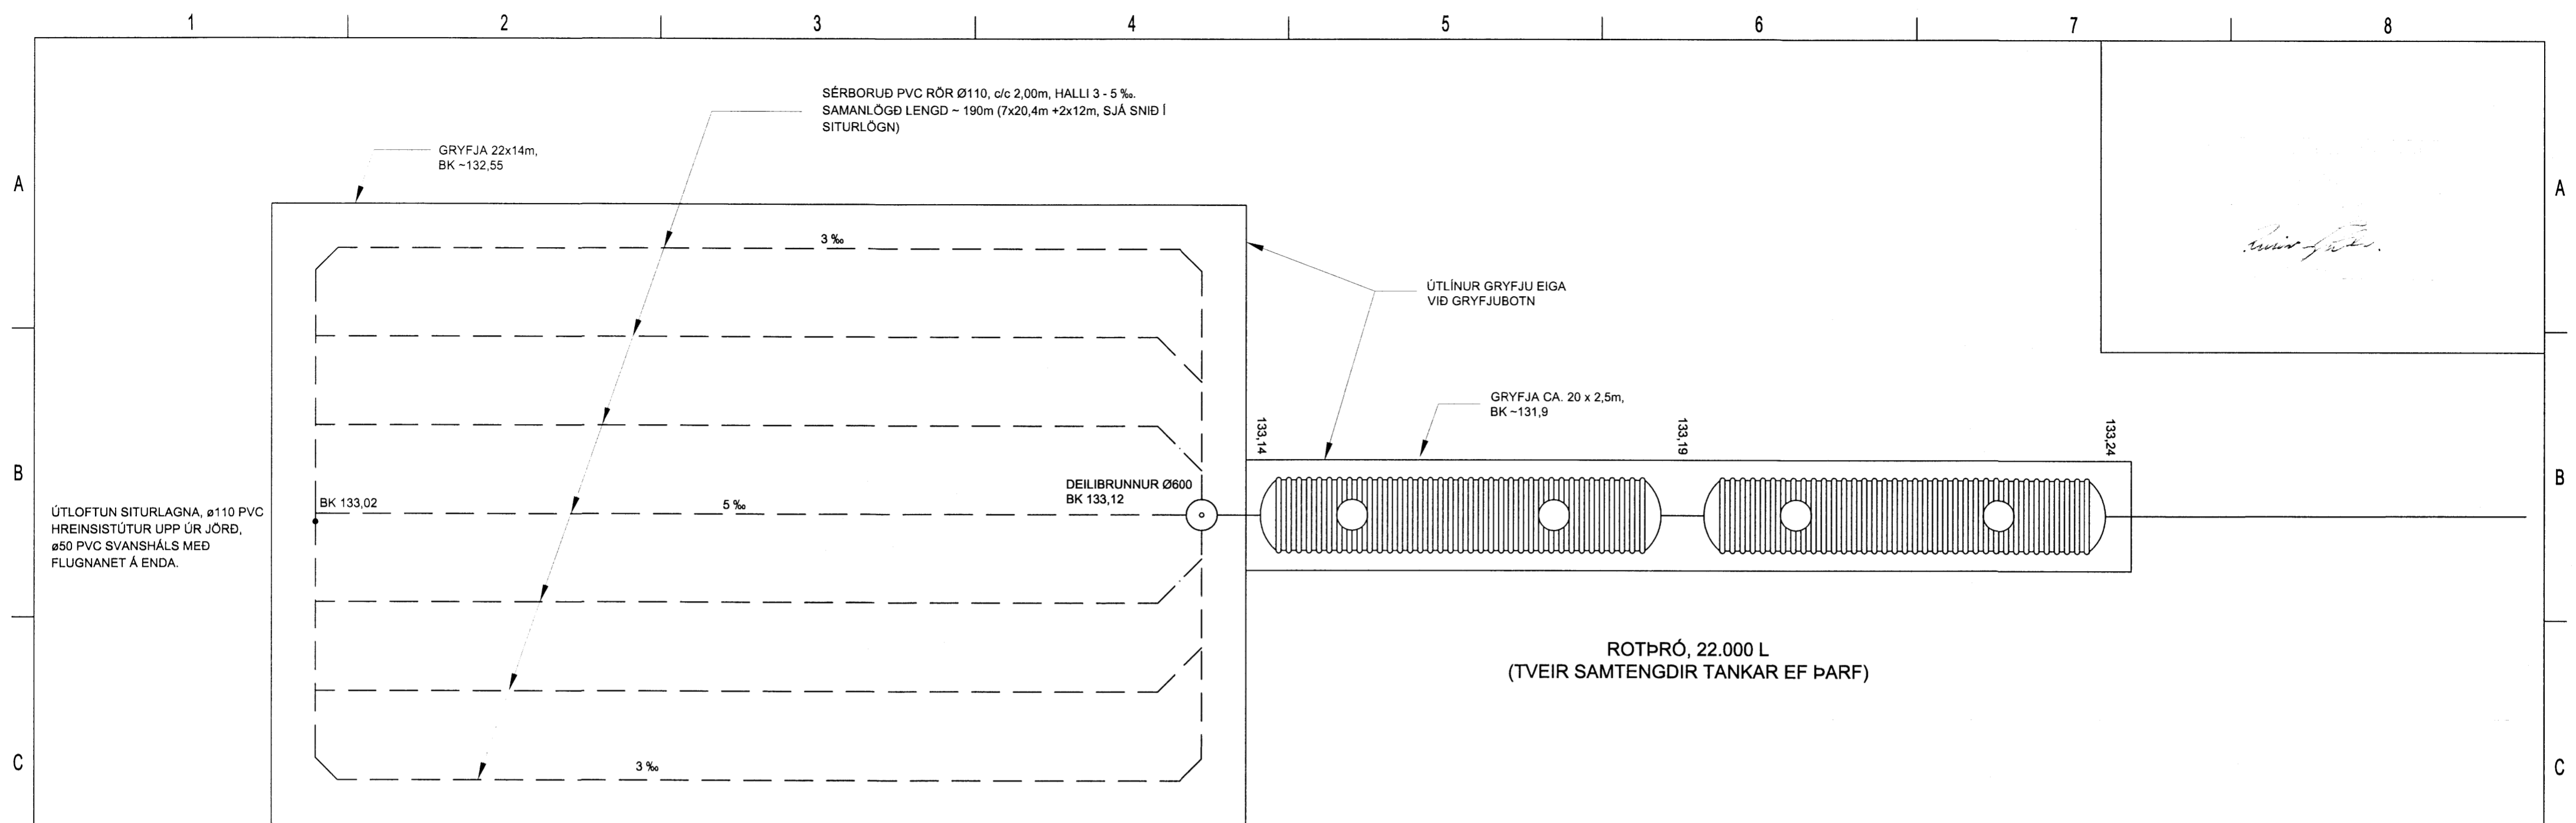 1 2 3 4 5 6 7 8
SÉRBORUÐ PVC RÖR Ø110, c/c 2,00m, HALLI 3 - 5 ‰.
SAMANLÖGÐ LENGD ~ 190m (7x20,4m +2x12m, SJÁ SNIÐ Í
SITURLÖGN)
GRYFJA 22x14m,
BK ~132,55
A A
3 ‰
ÚTLÍNUR GRYFJU EIGA
VIÐ GRYFJUBOTN
GRYFJA CA. 20 x 2,5m,
BK ~131,9
133,14
133,19
133,24
B B
DEILIBRUNNUR Ø600
BK 133,12
BK 133,02
5 ‰
ÚTLOFTUN SITURLAGNA, ø110 PVC
HREINSISTÚTUR UPP ÚR JÖRÐ,
ø50 PVC SVANSHÁLS MEÐ
FLUGNANET Á ENDA.
ROTÞRÓ, 22.000 L
(TVEIR SAMTENGDIR TANKAR EF ÞARF)
C C
3 ‰